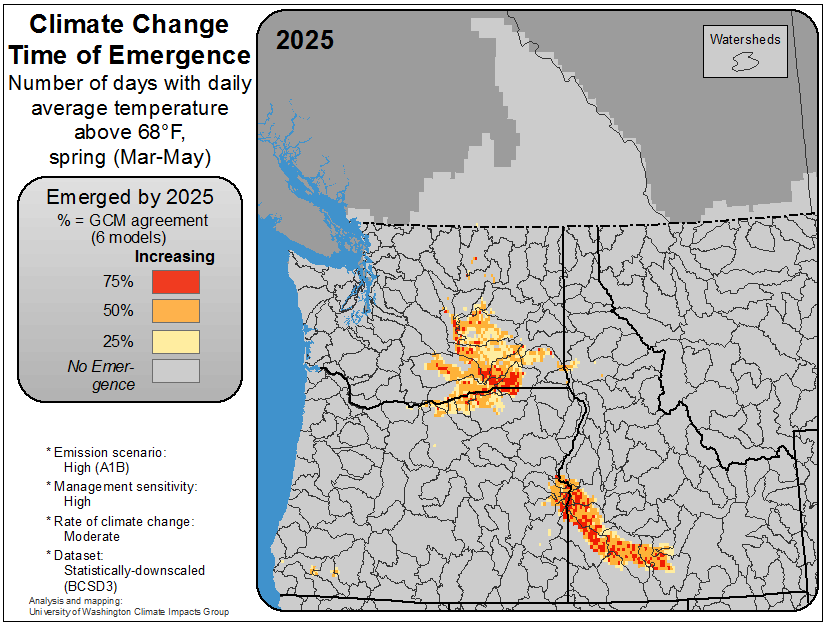 Climate Change
Time of Emergence
Number of days with daily
average temperature
above 68°F,
spring (Mar-May)
Emerged by 2025
% = GCM agreement
(6 models)
Increasing
75%
50%
25%
No Emer-
gence
* Emission scenario:
High (A1B)
* Management sensitivity:
High
* Rate of climate change:
Moderate
* Dataset:
Statistically-downscaled
(BCSD3)
Analysis and mapping:
University of Washington Climate Impacts Group
2025
Watersheds